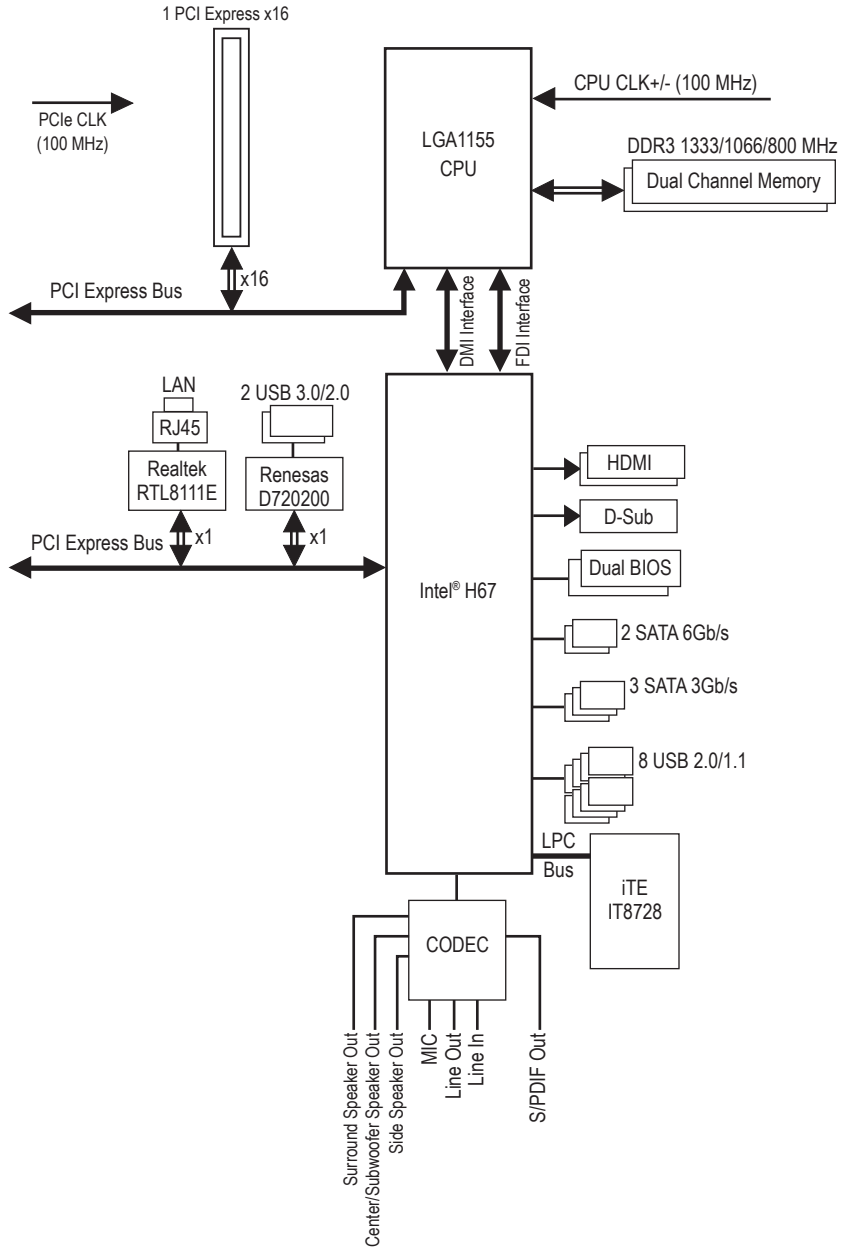 1 PCI Express x16
PCIe CLK
(100 MHz)
LGA1155
CPU
CPU CLK+/- (100 MHz)
DDR3 1333/1066/800 MHz
Dual Channel Memory
x16
PCI Express Bus
DMI Interface
FDI Interface
LAN
RJ45
Realtek
RTL8111E
x1
2 USB 3.0/2.0
Renesas
D720200
x1
PCI Express Bus
Intel® H67
HDMI
D-Sub
Dual BIOS
2 SATA 6Gb/s
3 SATA 3Gb/s
8 USB 2.0/1.1
LPC
Bus
iTE
IT8728
CODEC
Surround Speaker Out
Center/Subwoofer Speaker Out
Side Speaker Out
MIC
Line Out
Line In
S/PDIF Out